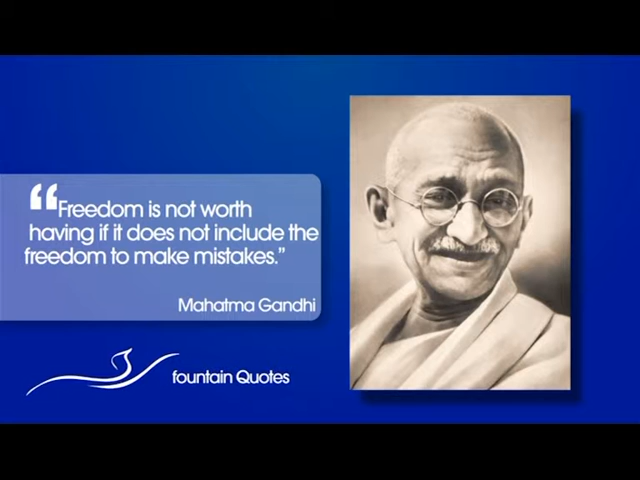 “Freedom is not worth
having if it does not include the
freedom to make mistakes.”
Mahatma Gandhi
fountain Quotes